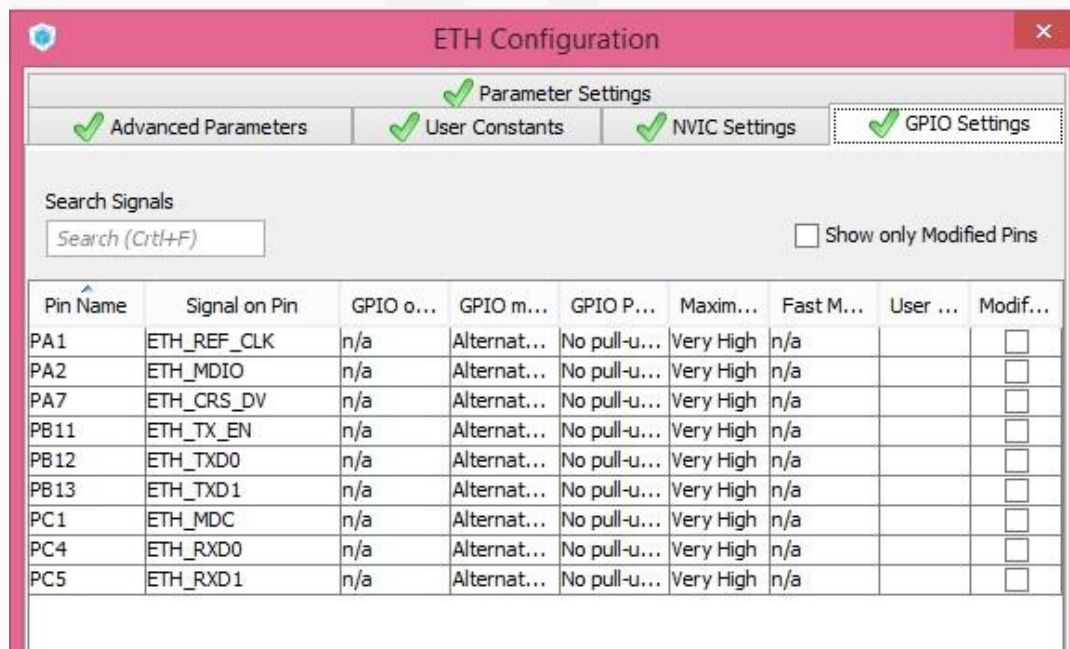 ETH Configuration
Parameter Settings
Advanced Parameters User Constants NVIC Settings GPIO Settings
Search Signals
Search (Crtl+F)
Show only Modified Pins
Pin Name Signal on Pin GPIO o... GPIO m... GPIO P... Maxim... Fast M... User ... Modif...
PA1 ETH_REF_CLK n/a Alternat... No pull-u... Very High n/a
PA2 ETH_MDIO n/a Alternat... No pull-u... Very High n/a
PA7 ETH_CRS_DV n/a Alternat... No pull-u... Very High n/a
PB11 ETH_TX_EN n/a Alternat... No pull-u... Very High n/a
PB12 ETH_TXD0 n/a Alternat... No pull-u... Very High n/a
PB13 ETH_TXD1 n/a Alternat... No pull-u... Very High n/a
PC1 ETH_MDC n/a Alternat... No pull-u... Very High n/a
PC4 ETH_RXD0 n/a Alternat... No pull-u... Very High n/a
PC5 ETH_RXD1 n/a Alternat... No pull-u... Very High n/a